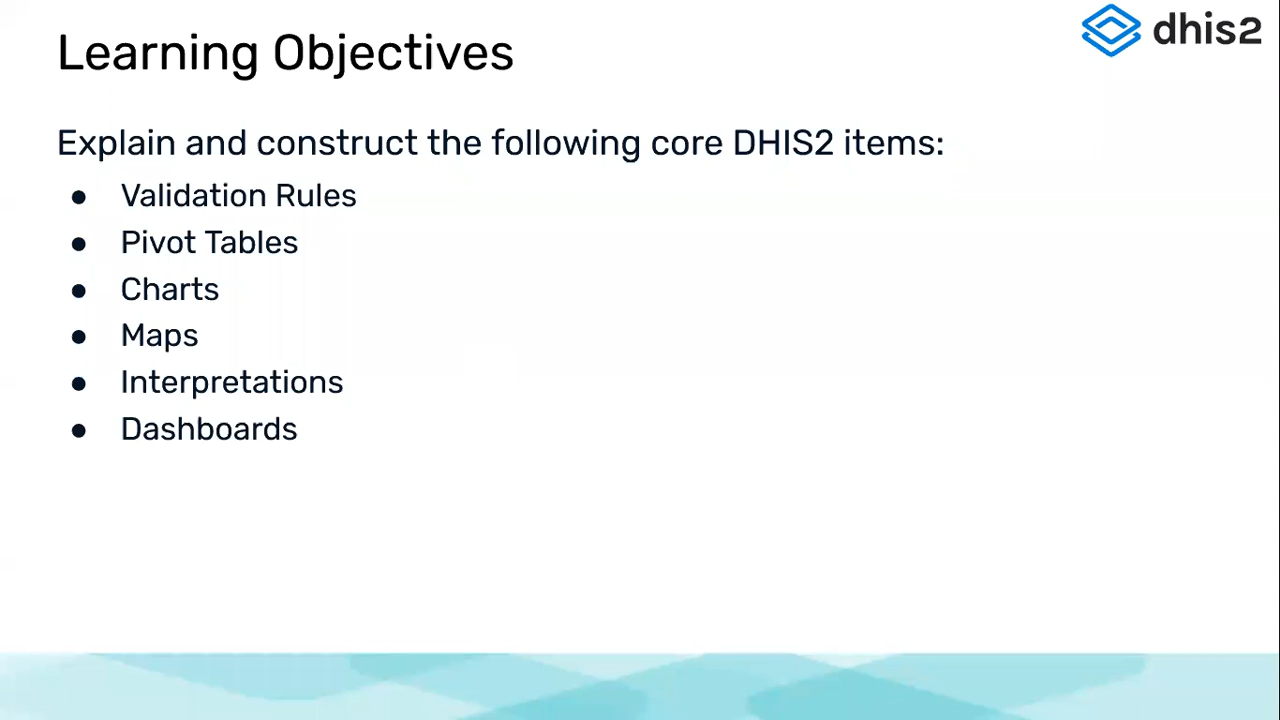 Learning Objectives
dhis2
Explain and construct the following core DHIS2 items:
● Validation Rules
● Pivot Tables
● Charts
● Maps
● Interpretations
● Dashboards